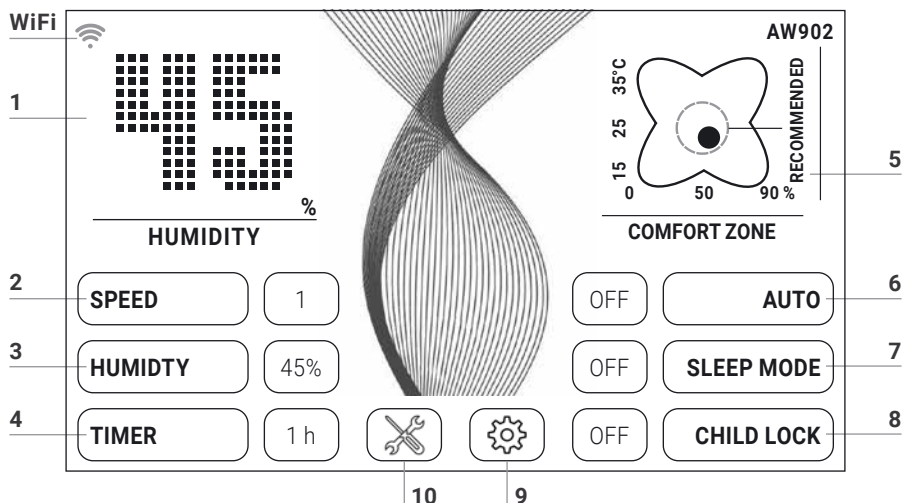 WiFi
AW902
1
45
%
HUMIDITY
35°C
25
15
0 50 90 %
RECOMMENDED
5
COMFORT ZONE
2
SPEED 1
OFF AUTO
6
3
HUMIDTY 45%
OFF SLEEP MODE
7
4
TIMER 1 h
OFF CHILD LOCK
8
10
9